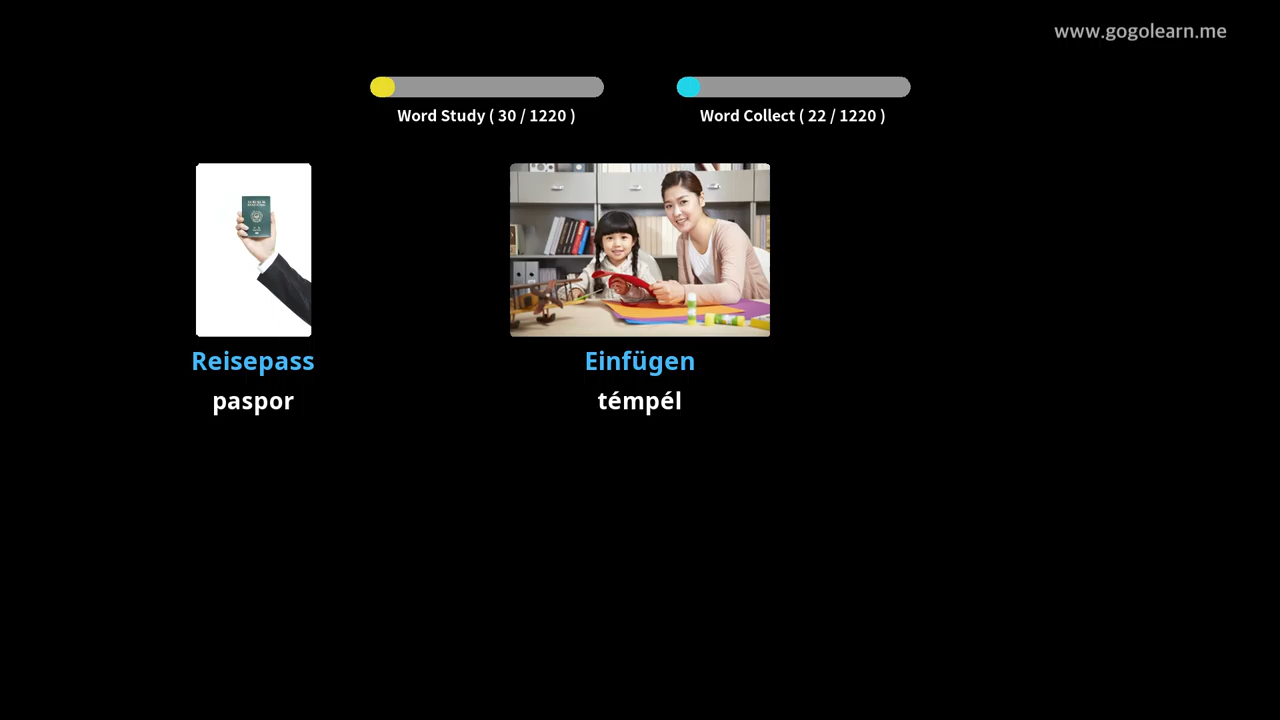 www.gogolearn.me
Word Study ( 30 / 1220 )
Word Collect ( 22 / 1220 )
Reisepass
paspor
Einfügen
témpél